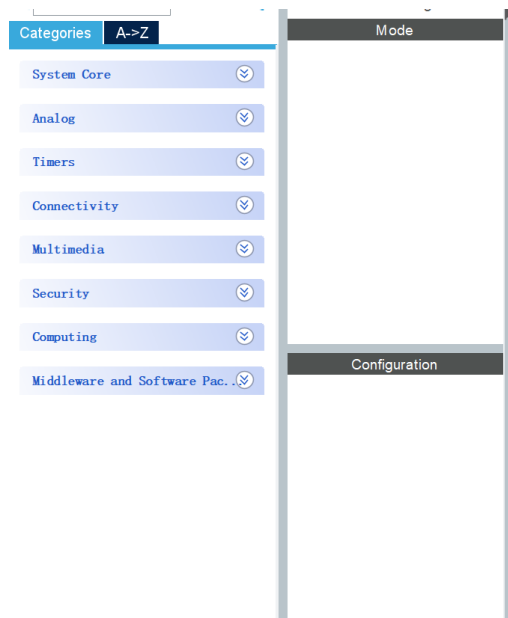 Categories
A->Z
Mode
System Core
Analog
Timers
Connectivity
Multimedia
Security
Computing
Middleware and Software Pac...
Configuration